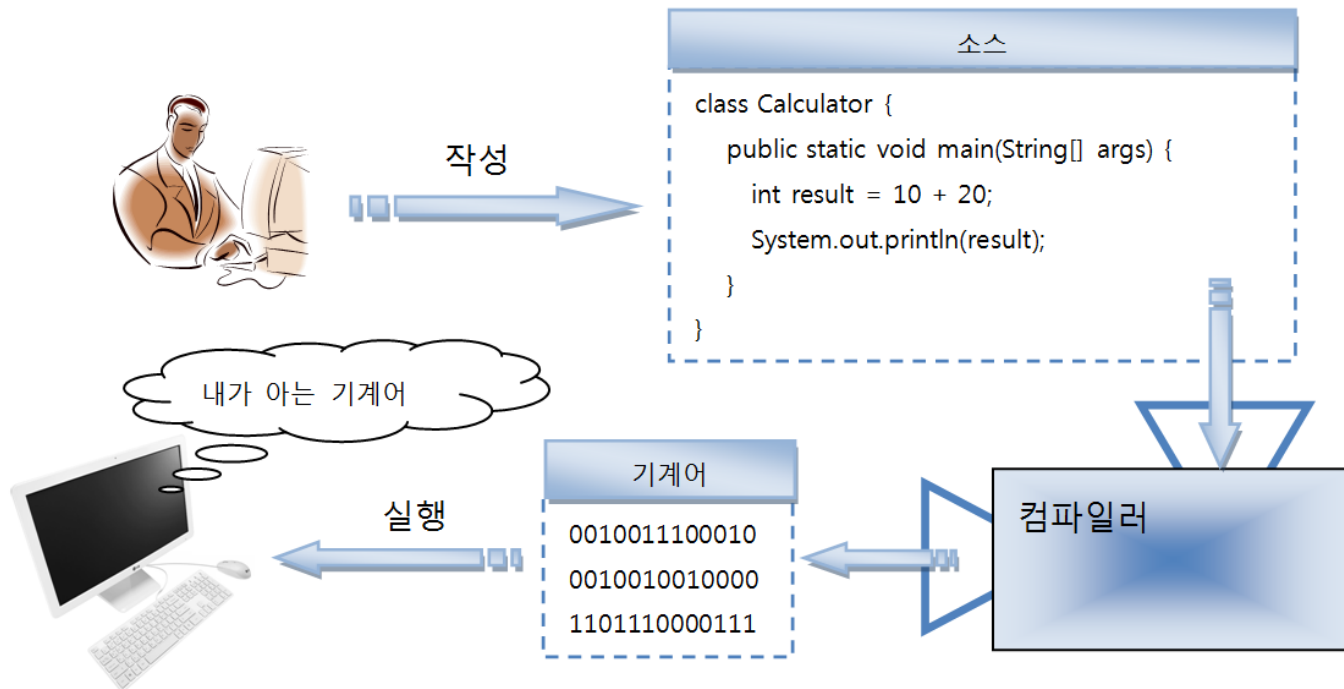 작성
소스
class Calculator {
public static void main(String[] args) {
int result = 10 + 20;
System.out.println(result);
}
}
컴파일러
기계어
0010011100010
0010010010000
1101110000111
실행
내가 아는 기계어